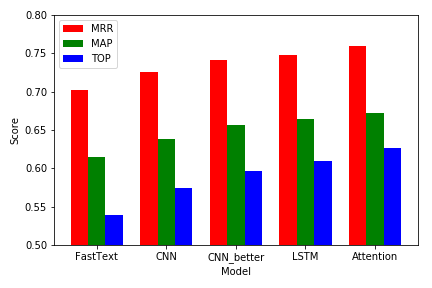 0.80
0.75
0.70
0.65
0.60
0.55
0.50
Score
MRR
MAP
TOP
FastText CNN CNN_better LSTM Attention
Model